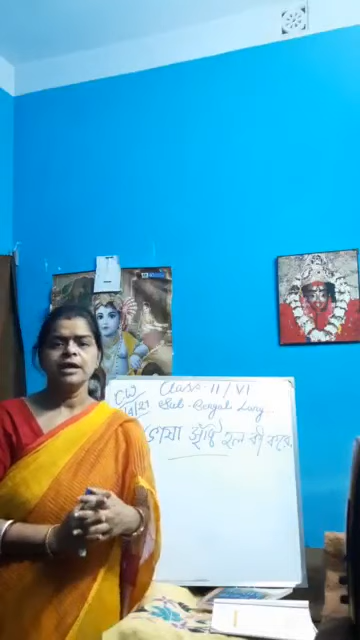 CW
Class-II/VI
Sub-Bengali Lang
ভাষা সৃষ্টি হল কী করে